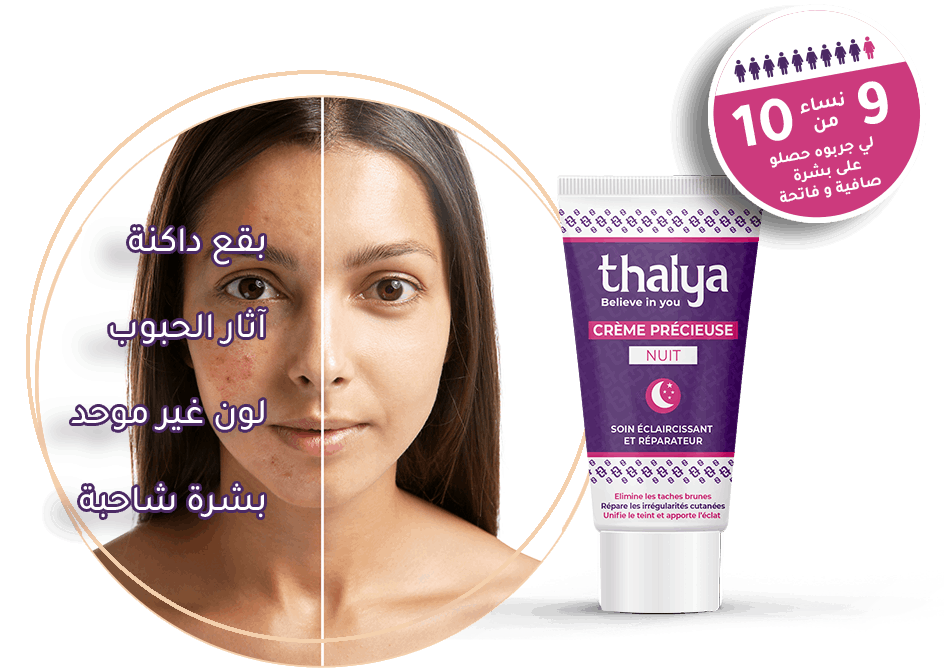 9 نساء من 10
لي جربوه حصلو
على بشرة
صافية و فاتحة
بقع داكنة
آثار الحبوب
لون غير موحد
بشرة شاحبة
thalya
Believe in you
CRÈME PRÉCIEUSE
NUIT
SOIN ÉCLAIRCISSANT
ET RÉPARATEUR
Elimine les taches brunes
Répare les irrégularités cutanées
Unifie le teint et apporte l'éclat